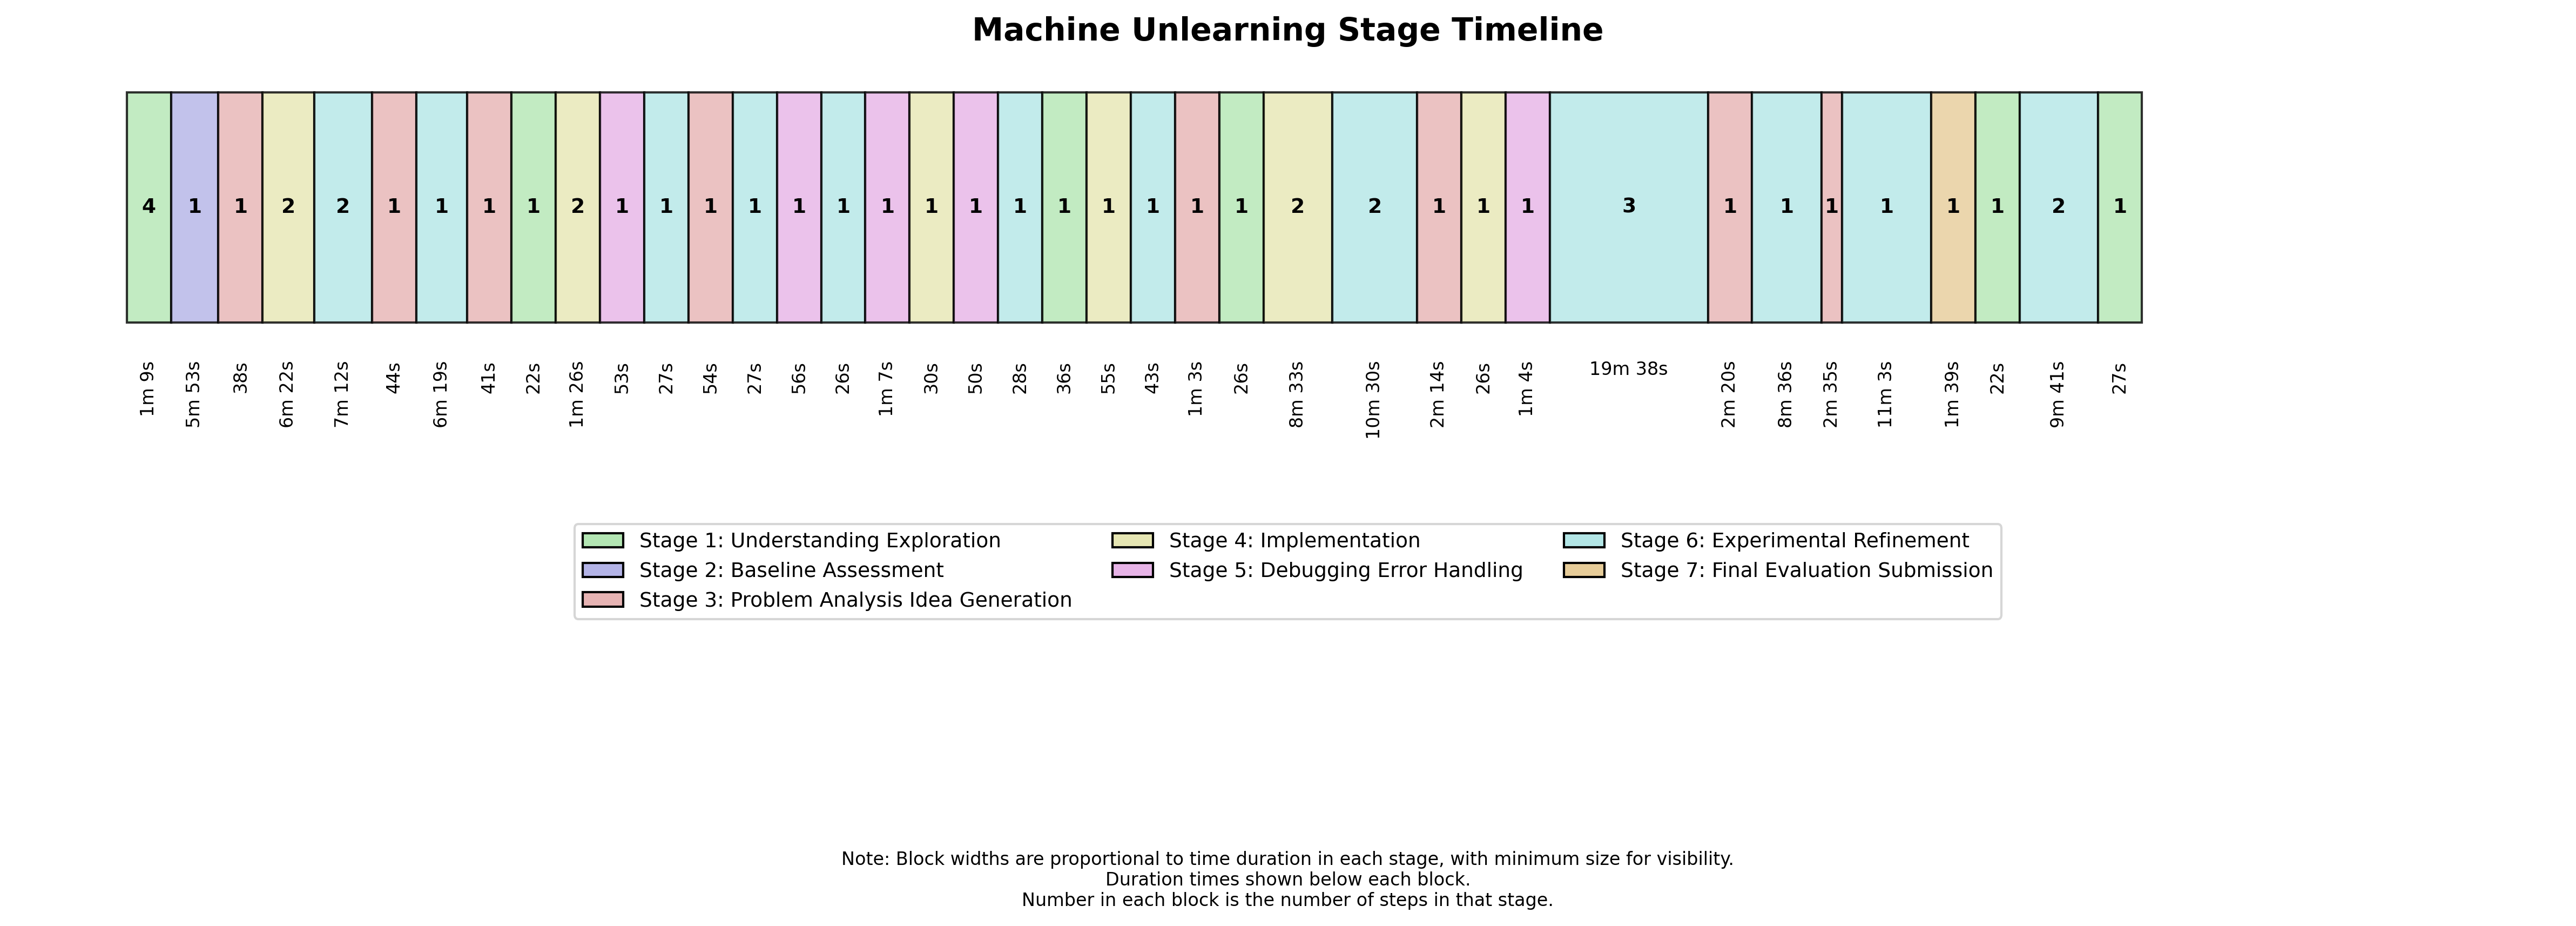 Machine Unlearning Stage Timeline
4 1 1 2 2 1 1 1 1 2 1 1 1 1 1 1 1 1 1 1 1 1 1 1 1 2 2 1 1 1 3 1 1 1 1 1 1 2 1
1m 9s 5m 53s 38s 6m 22s 7m 12s 44s 6m 19s 41s 22s 1m 26s 53s 27s 54s 27s 56s 26s 1m 7s 30s 50s 28s 36s 55s 43s 1m 3s 26s 8m 33s 10m 30s 2m 14s 26s 1m 4s 19m 38s 2m 20s 8m 36s 2m 35s 11m 3s 1m 39s 22s 9m 41s 27s
Stage 1: Understanding Exploration
Stage 2: Baseline Assessment
Stage 3: Problem Analysis Idea Generation
Stage 4: Implementation
Stage 5: Debugging Error Handling
Stage 6: Experimental Refinement
Stage 7: Final Evaluation Submission
Note: Block widths are proportional to time duration in each stage, with minimum size for visibility.
Duration times shown below each block.
Number in each block is the number of steps in that stage.